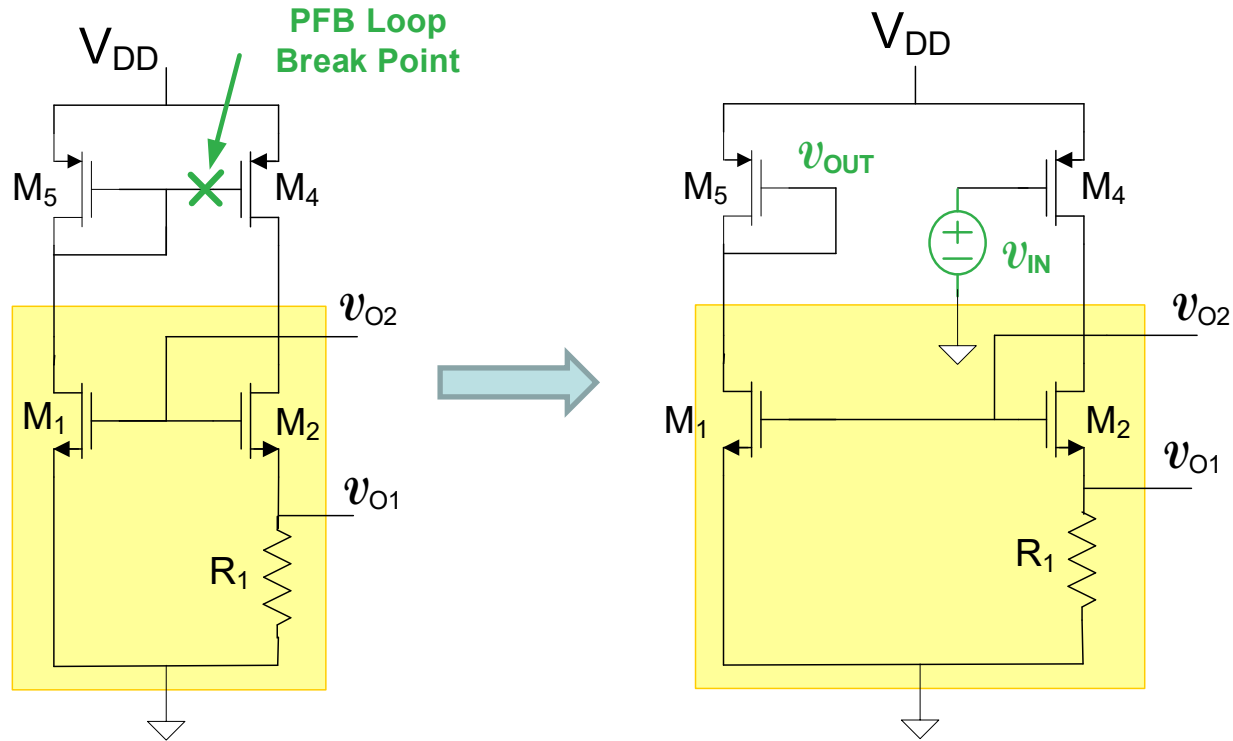 PFB Loop
Break Point
VDD
M5
M4
vO2
M1
M2
vO1
R1
VDD
M5
vOUT
M4
vIN
vO2
M1
M2
vO1
R1